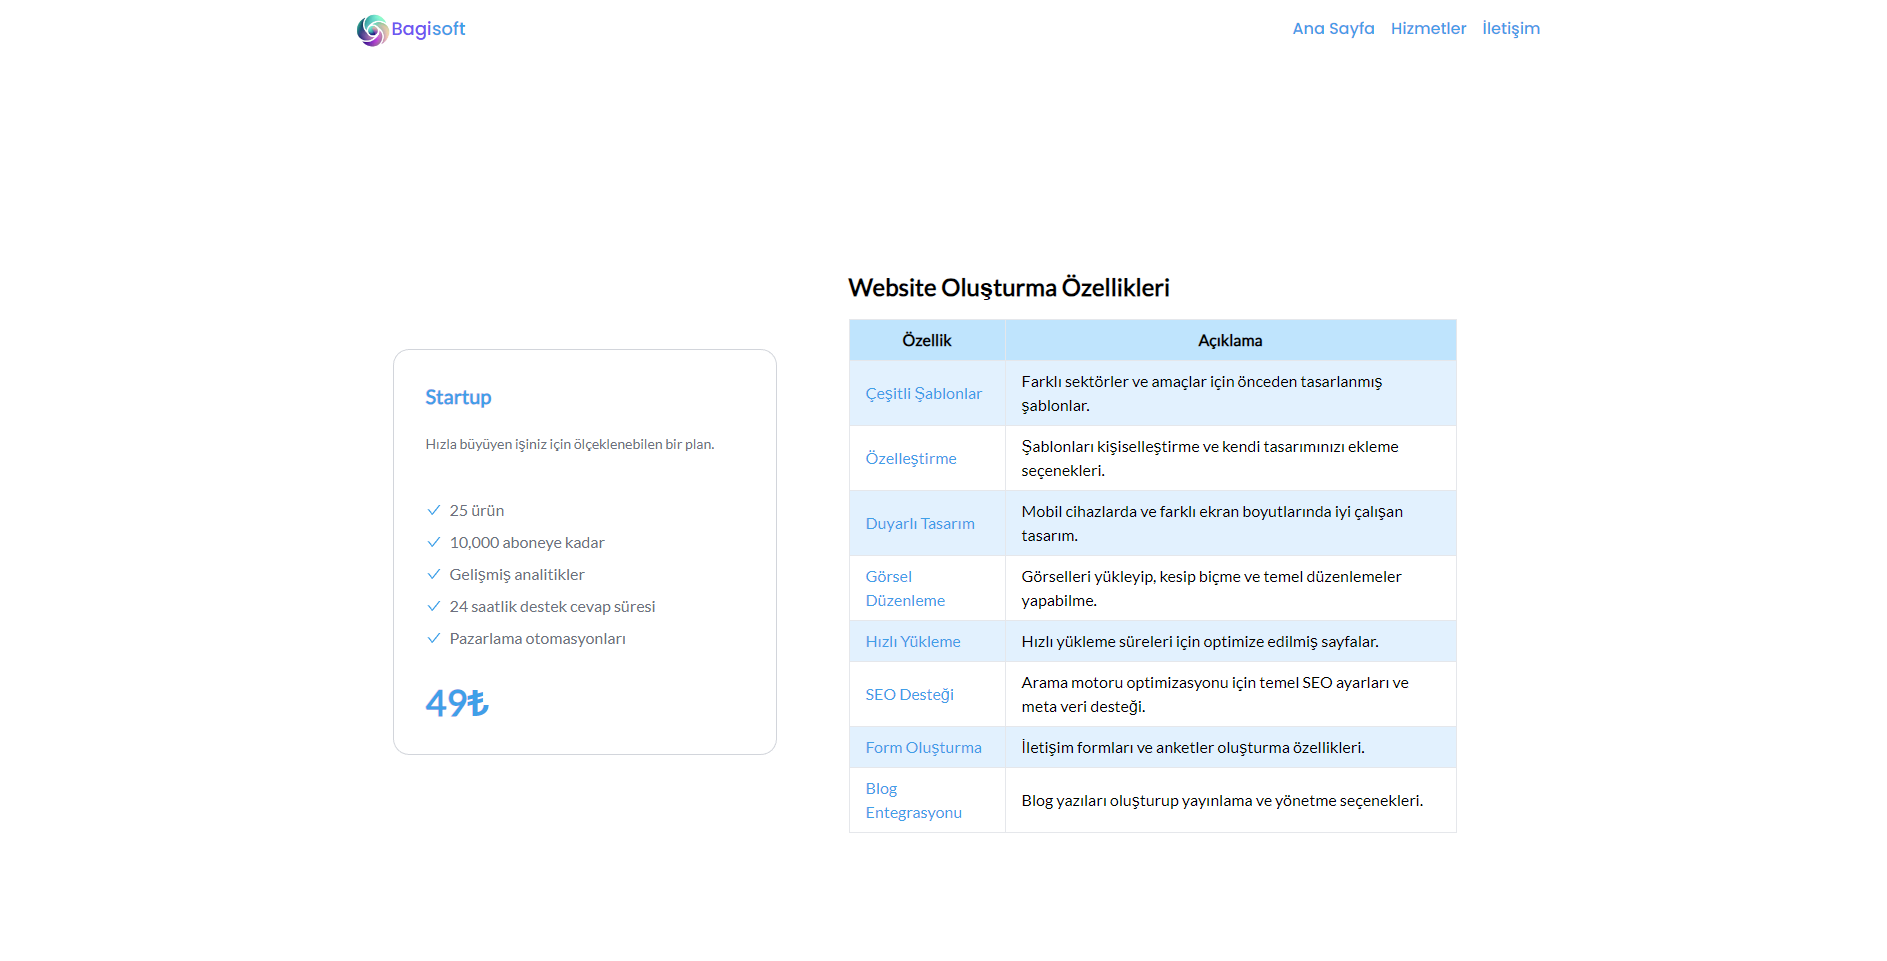 Bagisoft
Ana Sayfa Hizmetler İletişim
Startup
Hızla büyüyen işiniz için ölçeklenebilen bir plan.
25 ürün
10,000 aboneye kadar
Gelişmiş analitikler
24 saatlik destek cevap süresi
Pazarlama otomasyonları
49₺
Website Oluşturma Özellikleri
Özellik Açıklama
Çeşitli Şablonlar
Farklı sektörler ve amaçlar için önceden tasarlanmış
şablonlar.
Özelleştirme
Şablonları kişiselleştirme ve kendi tasarımınızı ekleme
seçenekleri.
Duyarlı Tasarım
Mobil cihazlarda ve farklı ekran boyutlarında iyi çalışan
tasarım.
Görsel
Düzenleme
Görselleri yükleyip, kesip biçme ve temel düzenlemeler
yapabilme.
Hızlı Yükleme
Hızlı yükleme süreleri için optimize edilmiş sayfalar.
SEO Desteği
Arama motoru optimizasyonu için temel SEO ayarları ve
meta veri desteği.
Form Oluşturma
İletişim formları ve anketler oluşturma özellikleri.
Blog
Entegrasyonu
Blog yazıları oluşturup yayınlama ve yönetme seçenekleri.